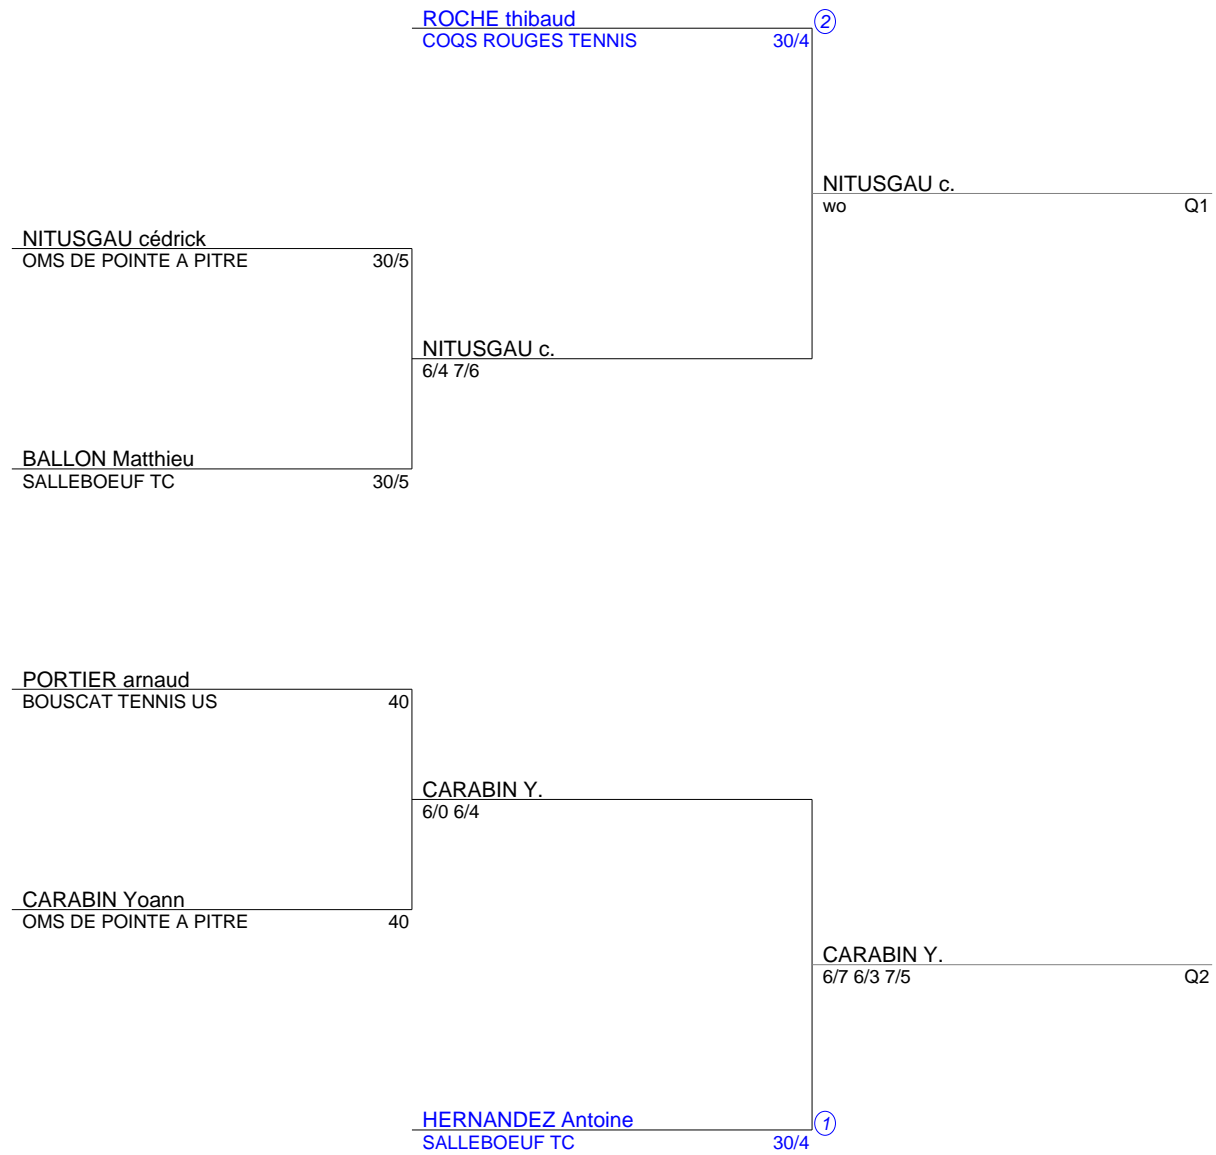 ROCHE thibaud 2
COQS ROUGES TENNIS 30/4
NITUSGAU c.
wo Q1
NITUSGAU cédrick
OMS DE POINTE A PITRE 30/5
NITUSGAU c.
6/4 7/6
BALLON Matthieu
SALLEBOEUF TC 30/5
PORTIER arnaud
BOUSCAT TENNIS US 40
CARABIN Y.
6/0 6/4
CARABIN Yoann
OMS DE POINTE A PITRE 40
CARABIN Y.
6/7 6/3 7/5 Q2
HERNANDEZ Antoine 1
SALLEBOEUF TC 30/4